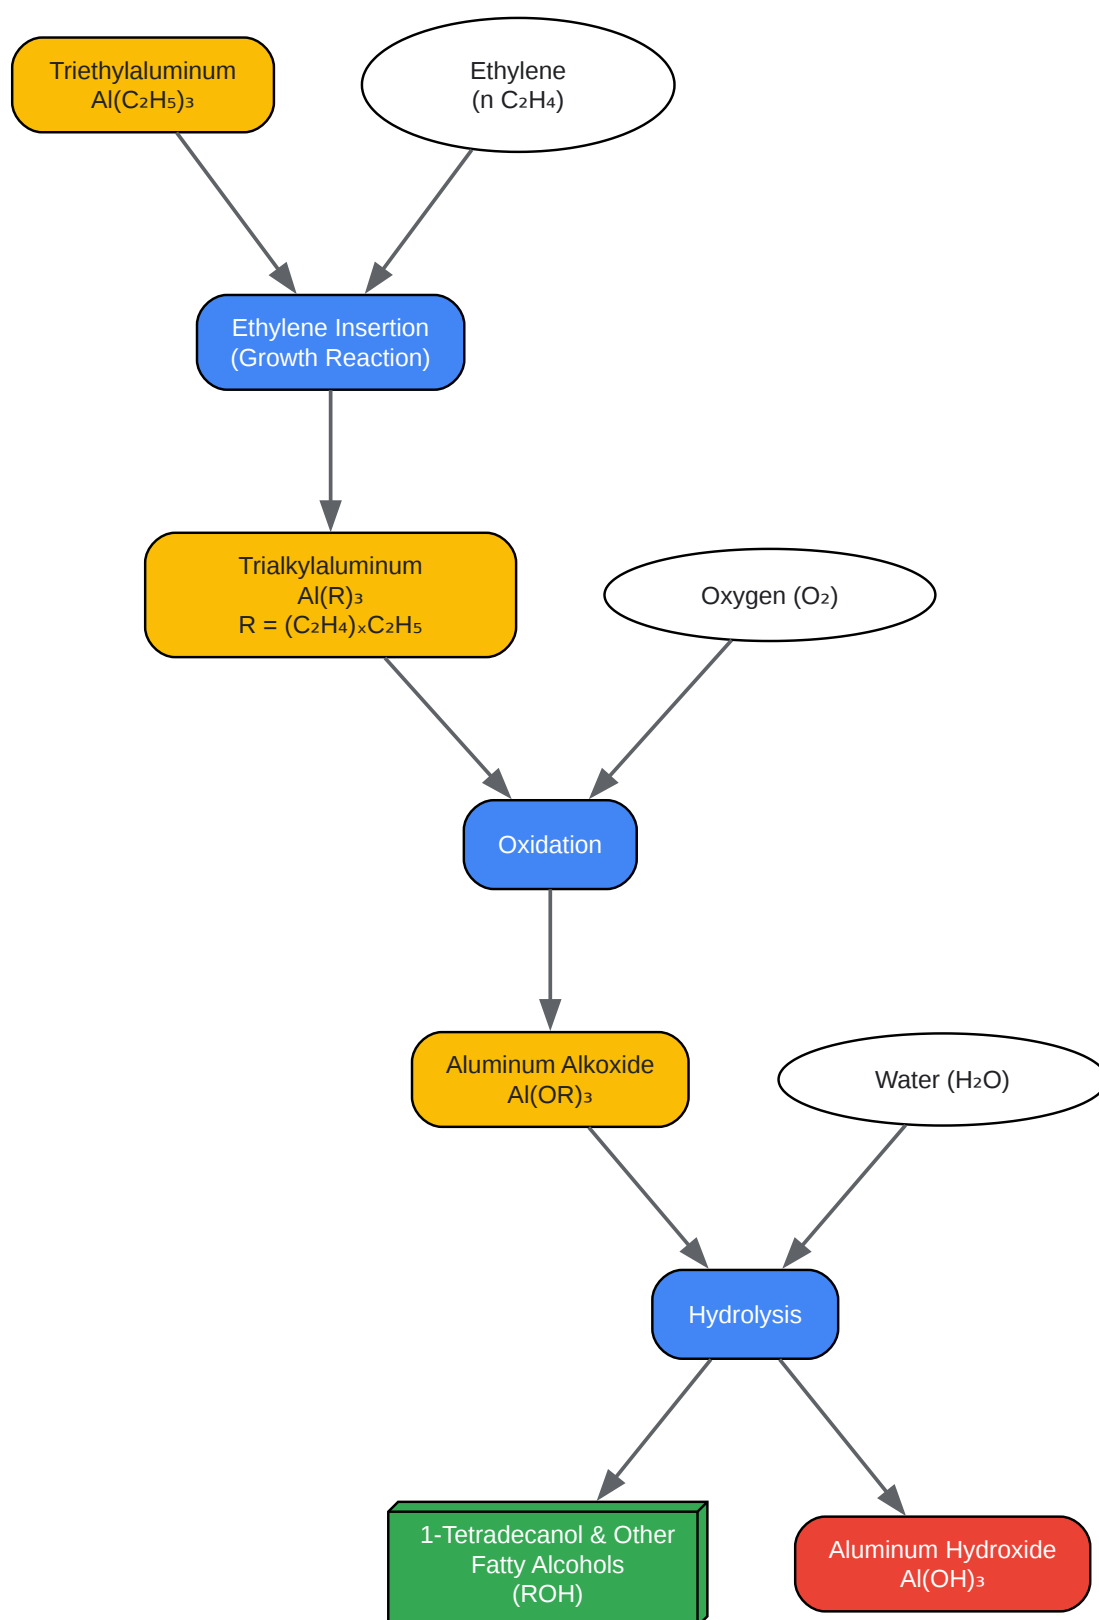 Triethylaluminum
Al(C₂H₅)₃
Ethylene
(n C₂H₄)
Ethylene Insertion
(Growth Reaction)
Trialkylaluminum
Al(R)₃
R = (C₂H₄)ₓC₂H₅
Oxygen (O₂)
Oxidation
Aluminum Alkoxide
Al(OR)₃
Water (H₂O)
Hydrolysis
1-Tetradecanol & Other
Fatty Alcohols
(ROH)
Aluminum Hydroxide
Al(OH)₃